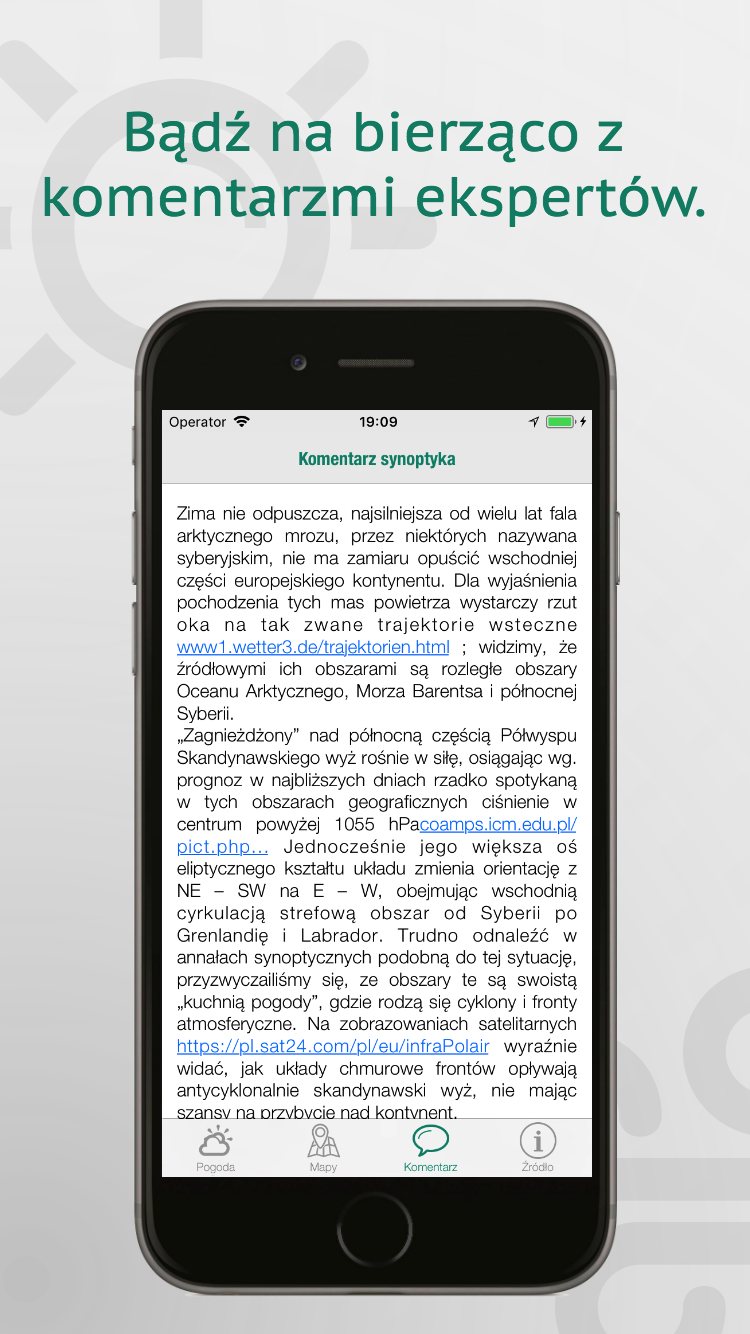 Bądź na bierząco z
komentarzmi ekspertów.
Operator 19:09
Komentarz synoptyka
Zima nie odpuszcza, najsilniejsza od wielu lat fala
arktycznego mrozu, przez niektórych nazywana
syberyjskim, nie ma zamiaru opuścić wschodniej
części europejskiego kontynentu. Dla wyjaśnienia
pochodzenia tych mas powietrza wystarczy rzut
oka na tak zwane trajektorie wsteczne
www1.wetter3.de/trajektorien.html ; widzimy, że
źródłowymi ich obszarami są rozległe obszary
Oceanu Arktycznego, Morza Barentsa i północnej
Syberii.
„Zagnieżdżony” nad północną częścią Półwyspu
Skandynawskiego wyż rośnie w siłę, osiągając wg.
prognoz w najbliższych dniach rzadko spotykaną
w tych obszarach geograficznych ciśnienie w
centrum powyżej 1055 hPacoamps.icm.edu.pl/
pict.php... Jednocześnie jego większa oś
eliptycznego kształtu układu zmienia orientację z
NE – SW na E – W, obejmując wschodnią
cyrkulacją strefową obszar od Syberii po
Grenlandię i Labrador. Trudno odnaleźć w
annałach synoptycznych podobną do tej sytuację,
przyzwyczailiśmy się, ze obszary te są swoistą
„kuchnią pogody”, gdzie rodzą się cyklony i fronty
atmosferyczne. Na zobrazowaniach satelitarnych
https://pl.sat24.com/pl/eu/infraPolair wyraźnie
widać, jak układy chmurowe frontów opływają
antycyklonalnie skandynawski wyż, nie mając
szansy na przybycie nad kontynent.
Pogoda Mapy Komentarz Źródło